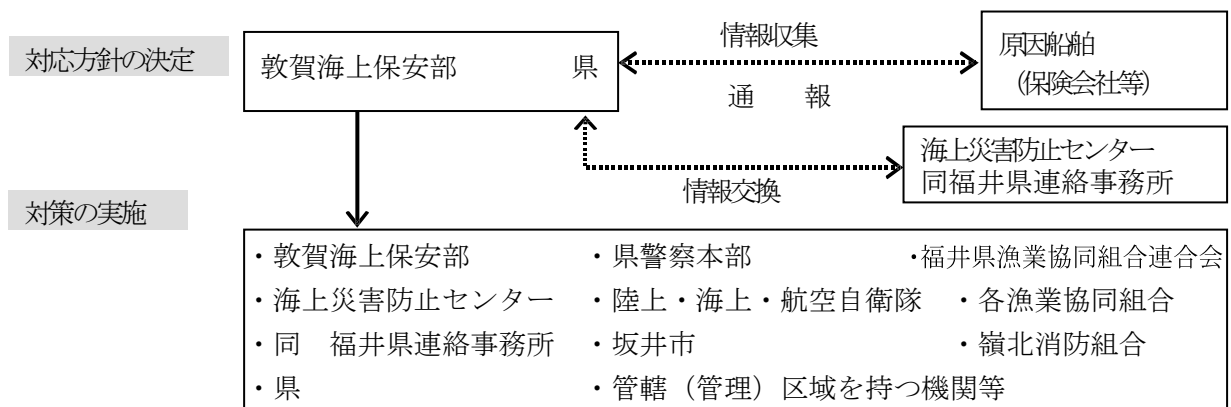 対応方針の決定
敦賀海上保安部　　　県
情報収集
通　　報
原因船舶
(保険会社等)
情報交換
海上災害防止センター
同福井県連絡事務所
対策の実施
・敦賀海上保安部　・県警察本部　・福井県漁業協同組合連合会
・海上災害防止センター　・陸上・海上・航空自衛隊　・各漁業協同組合
・同　福井県連絡事務所　・坂井市　・嶺北消防組合
・県　・管轄（管理）区域を持つ機関等